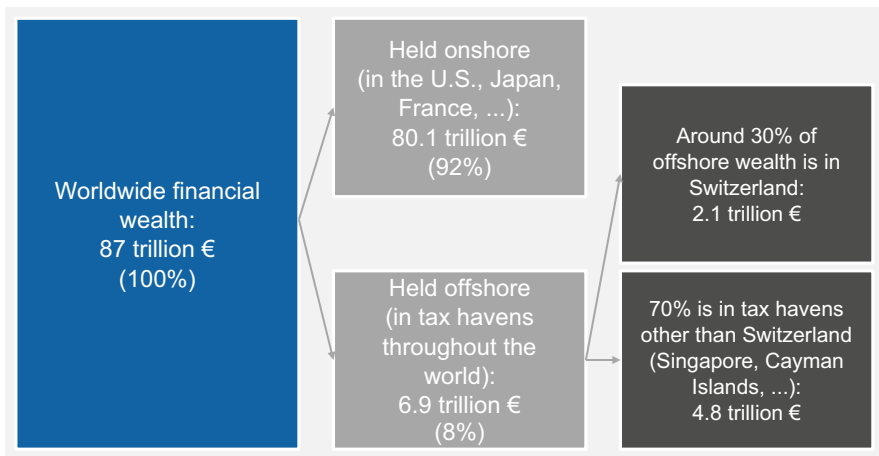 Worldwide financial
wealth:
87 trillion €
(100%)
Held onshore
(in the U.S., Japan,
France, ...):
80.1 trillion €
(92%)
Held offshore
(in tax havens
throughout the
world):
6.9 trillion €
(8%)
Around 30% of
offshore wealth is in
Switzerland:
2.1 trillion €
70% is in tax havens
other than Switzerland
(Singapore, Cayman
Islands, ...):
4.8 trillion €